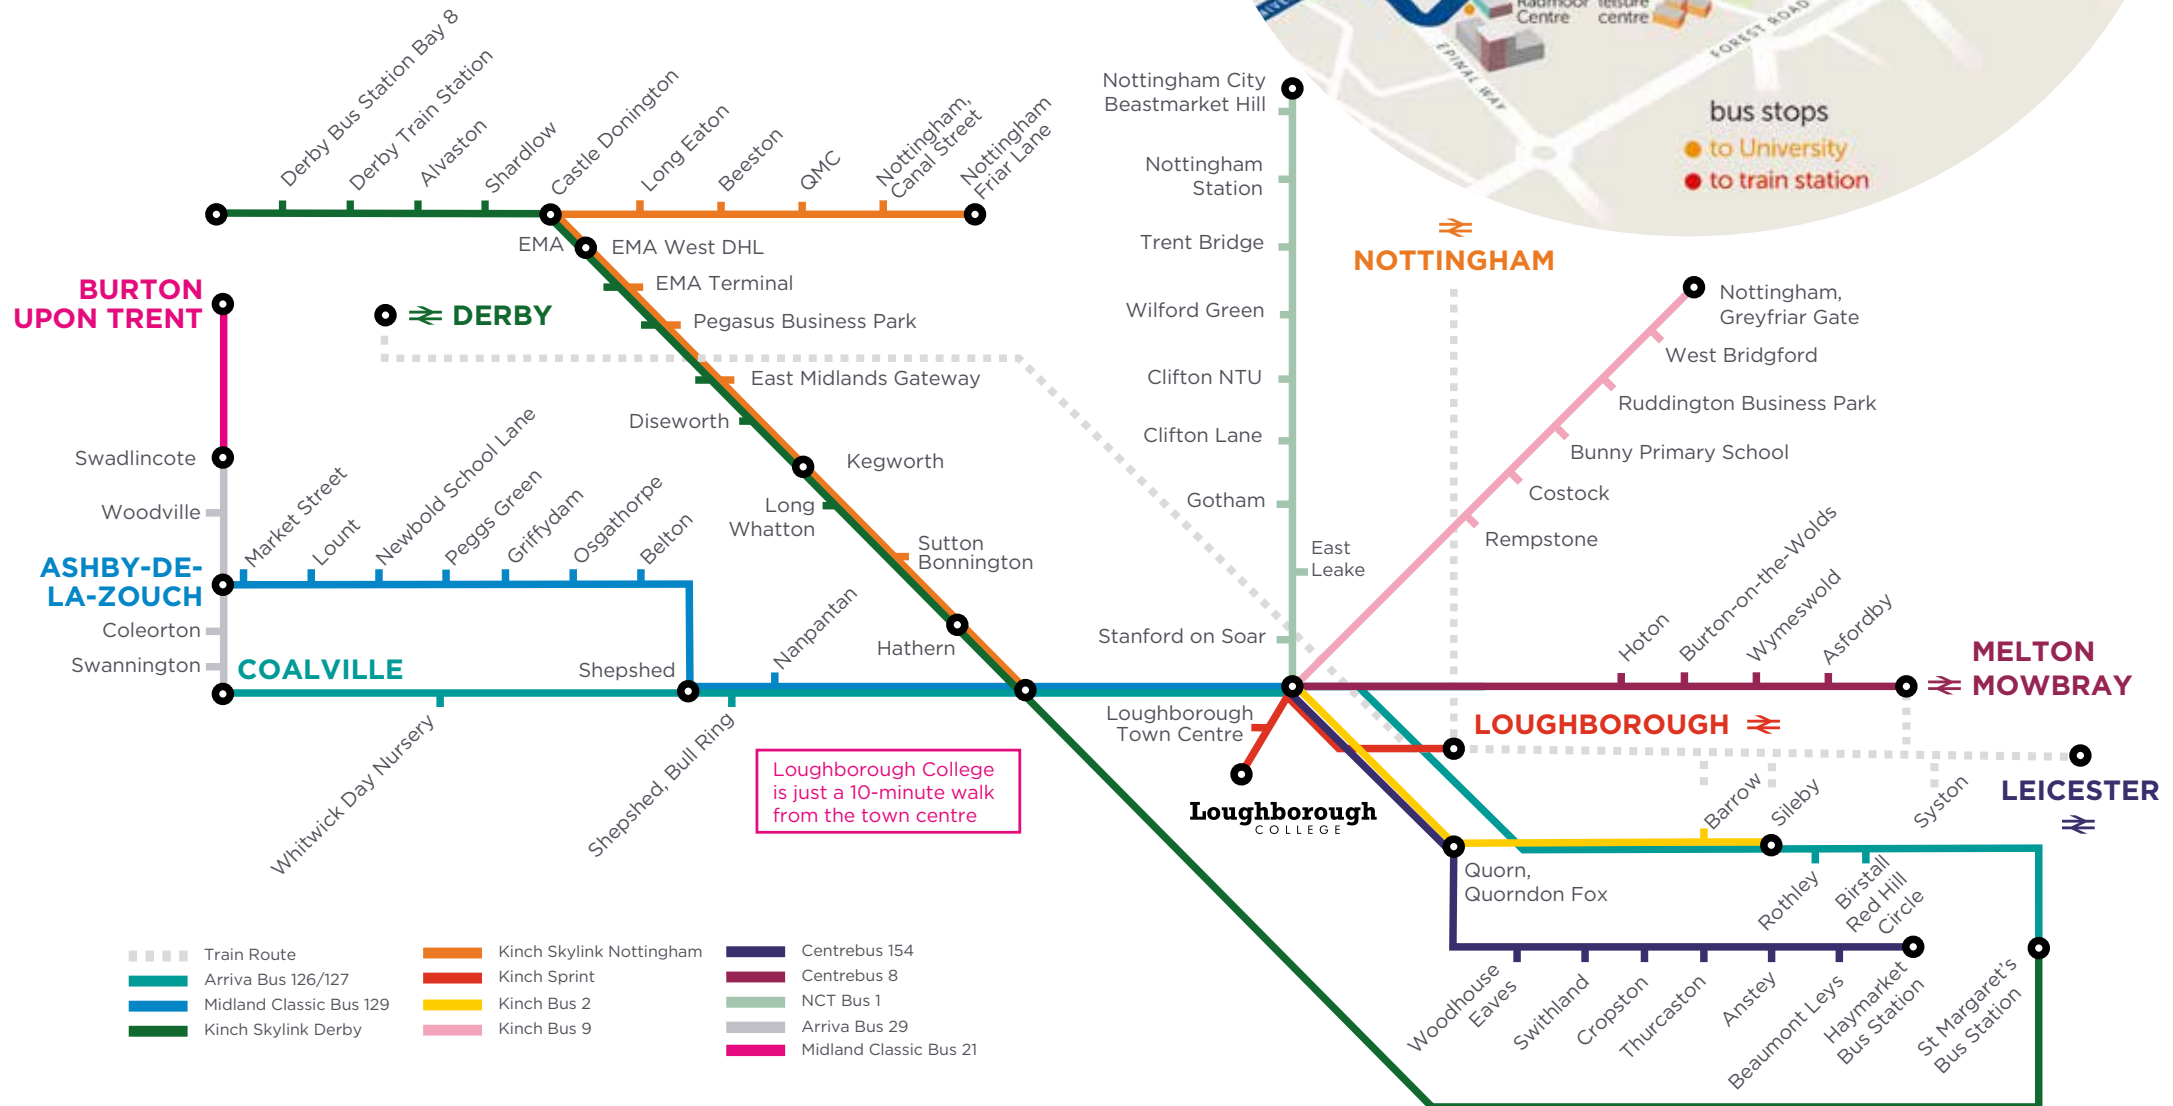 Radmoor
Centre
leisure
centre
EPINAL WAY
FOREST ROAD
bus stops
to University
to train station
Derby Bus Station Bay 8
Derby Train Station
Alvaston
Shardlow
Castle Donington
Long Eaton
Beeston
QMC
Nottingham,
Canal Street
Nottingham
Friar Lane
EMA
EMA West DHL
EMA Terminal
Pegasus Business Park
East Midlands Gateway
Diseworth
Kegworth
Long
Whatton
Sutton
Bonnington
Hathern
BURTON
UPON TRENT
DERBY
Swadlincote
Woodville
ASHBY-DE-
LA-ZOUCH
Coleorton
Swannington
COALVILLE
Market Street
Lount
Newbold School Lane
Peggs Green
Griffydam
Osgathorpe
Belton
Shepshed
Nanpantan
Whitwick Day Nursery
Shepshed, Bull Ring
Nottingham City
Beastmarket Hill
Nottingham
Station
Trent Bridge
Wilford Green
Clifton NTU
Clifton Lane
Gotham
East
Leake
Stanford on Soar
NOTTINGHAM
Nottingham,
Greyfriar Gate
West Bridgford
Ruddington Business Park
Bunny Primary School
Costock
Rempstone
Hoton
Burton-on-the-Wolds
Wymeswold
Asfordby
MELTON
MOWBRAY
Loughborough
Town Centre
LOUGHBOROUGH
Loughborough
COLLEGE
Loughborough College
is just a 10-minute walk
from the town centre
Barrow
Sileby
Syston
LEICESTER
Quorn,
Quorndon Fox
Rothley
Birstall
Red Hill
Circle
Woodhouse
Eaves
Swithland
Cropston
Thurcaston
Anstey
Beaumont Leys
Haymarket
Bus Station
St Margaret's
Bus Station
Train Route
Arriva Bus 126/127
Midland Classic Bus 129
Kinch Skylink Derby
Kinch Skylink Nottingham
Kinch Sprint
Kinch Bus 2
Kinch Bus 9
Centrebus 154
Centrebus 8
NCT Bus 1
Arriva Bus 29
Midland Classic Bus 21